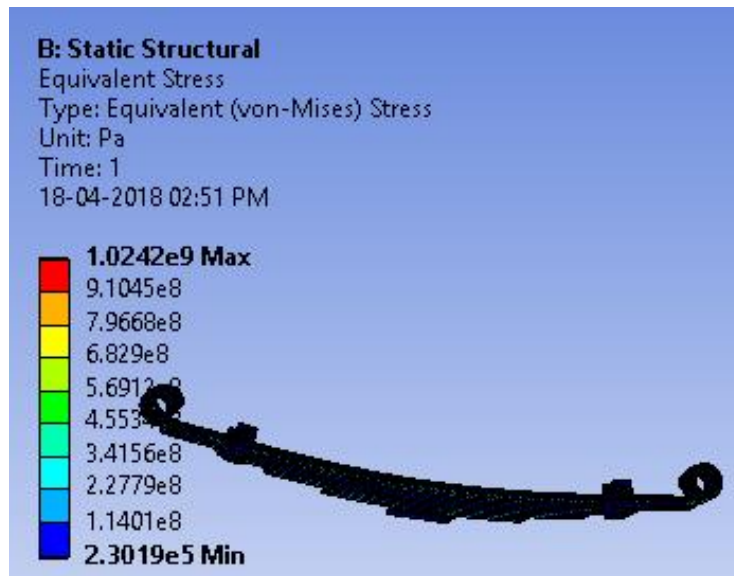 B: Static Structural
Equivalent Stress
Type: Equivalent (von-Mises) Stress
Unit: Pa
Time: 1
18-04-2018 02:51 PM
1.0242e9 Max
9.1045e8
7.9668e8
6.829e8
3.4156e8
2.2779e8
1.1401e8
2.3019e5 Min